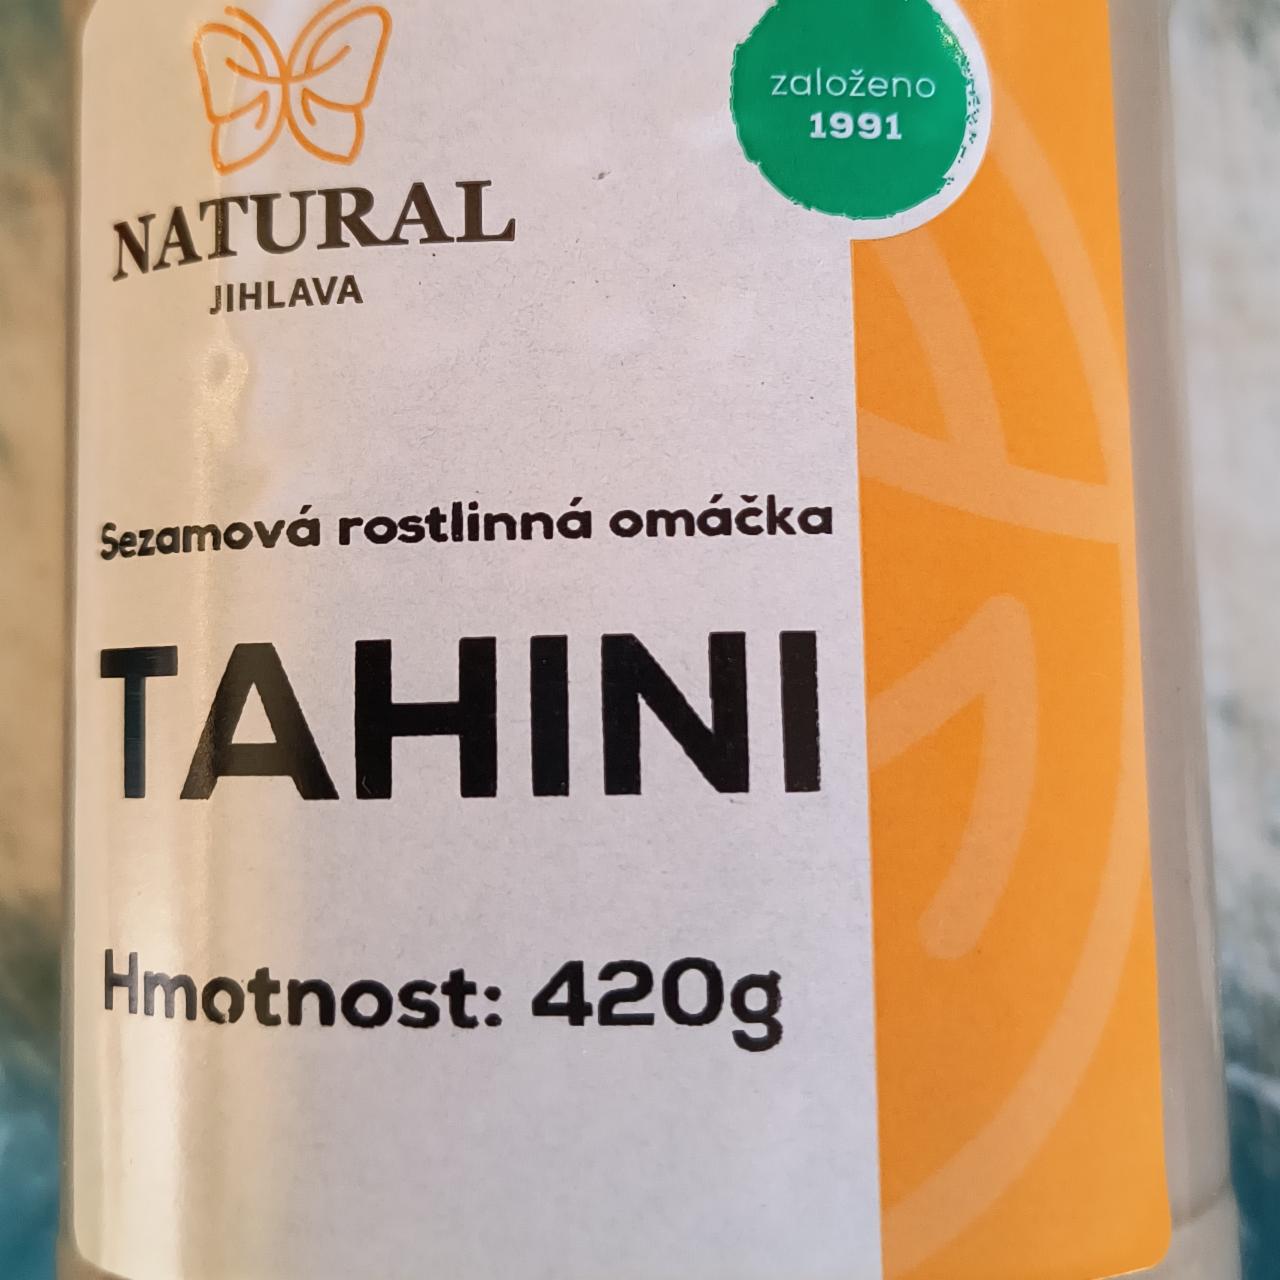 založeno
1991
NATURAL
JIHLAVA
Sezamová rostlinná omáčka
TAHINI
Hmotnost: 420g